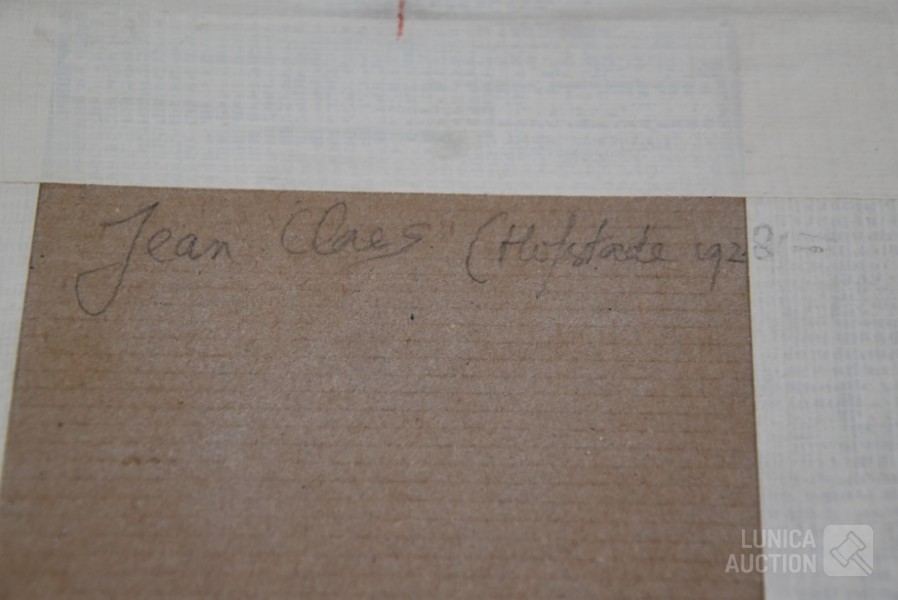 Jean Claes (Hofstade 1928 -
LUNICA
AUCTION